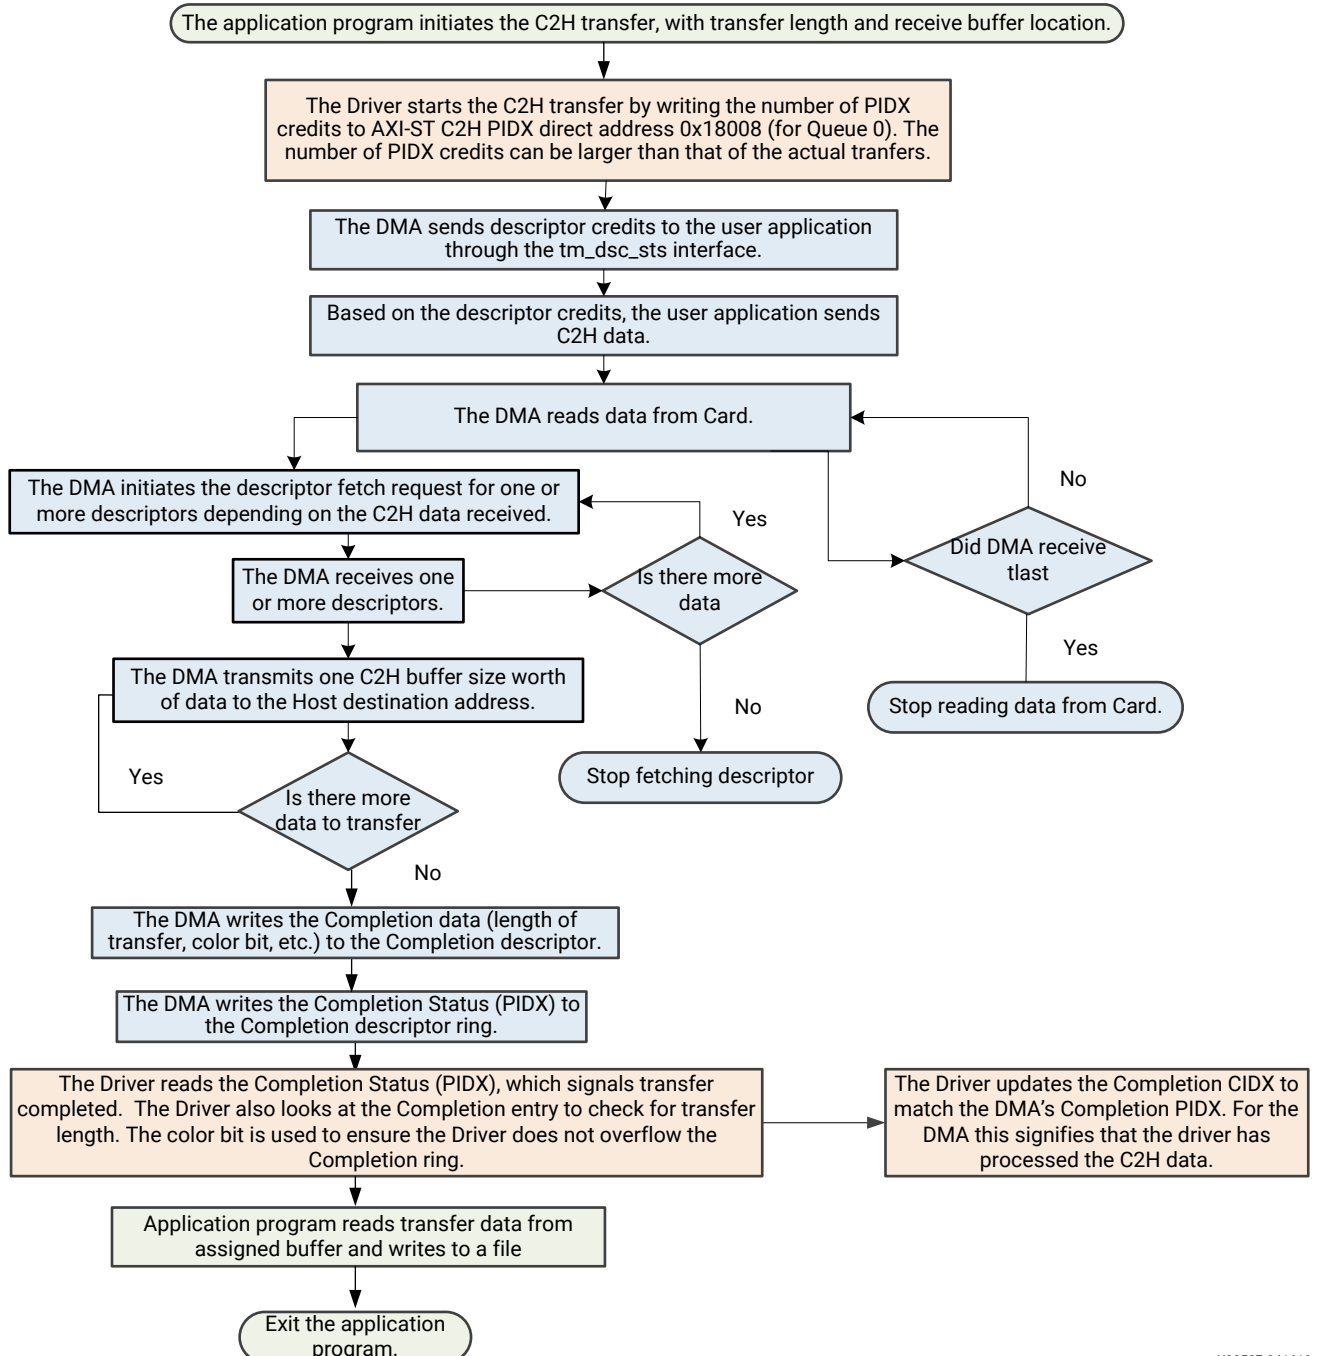 The application program initiates the C2H transfer, with transfer length and receive buffer location.
The Driver starts the C2H transfer by writing the number of PIDX
credits to AXI-ST C2H PIDX direct address 0x18008 (for Queue 0). The
number of PIDX credits can be larger than that of the actual tranfers.
The DMA sends descriptor credits to the user application
through the tm_dsc_sts interface.
Based on the descriptor credits, the user application sends
C2H data.
The DMA reads data from Card.
The DMA initiates the descriptor fetch request for one or
more descriptors depending on the C2H data received.
Yes
No
Did DMA receive
tlast
The DMA receives one
or more descriptors.
Is there more
data
Yes
Stop reading data from Card.
The DMA transmits one C2H buffer size worth
of data to the Host destination address.
No
Stop fetching descriptor
Yes
Is there more
data to transfer
No
The DMA writes the Completion data (length of
transfer, color bit, etc.) to the Completion descriptor.
The DMA writes the Completion Status (PIDX) to
the Completion descriptor ring.
The Driver reads the Completion Status (PIDX), which signals transfer
completed. The Driver also looks at the Completion entry to check for transfer
length. The color bit is used to ensure the Driver does not overflow the
Completion ring.
The Driver updates the Completion CIDX to
match the DMA's Completion PIDX. For the
DMA this signifies that the driver has
processed the C2H data.
Application program reads transfer data from
assigned buffer and writes to a file
Exit the application
program.